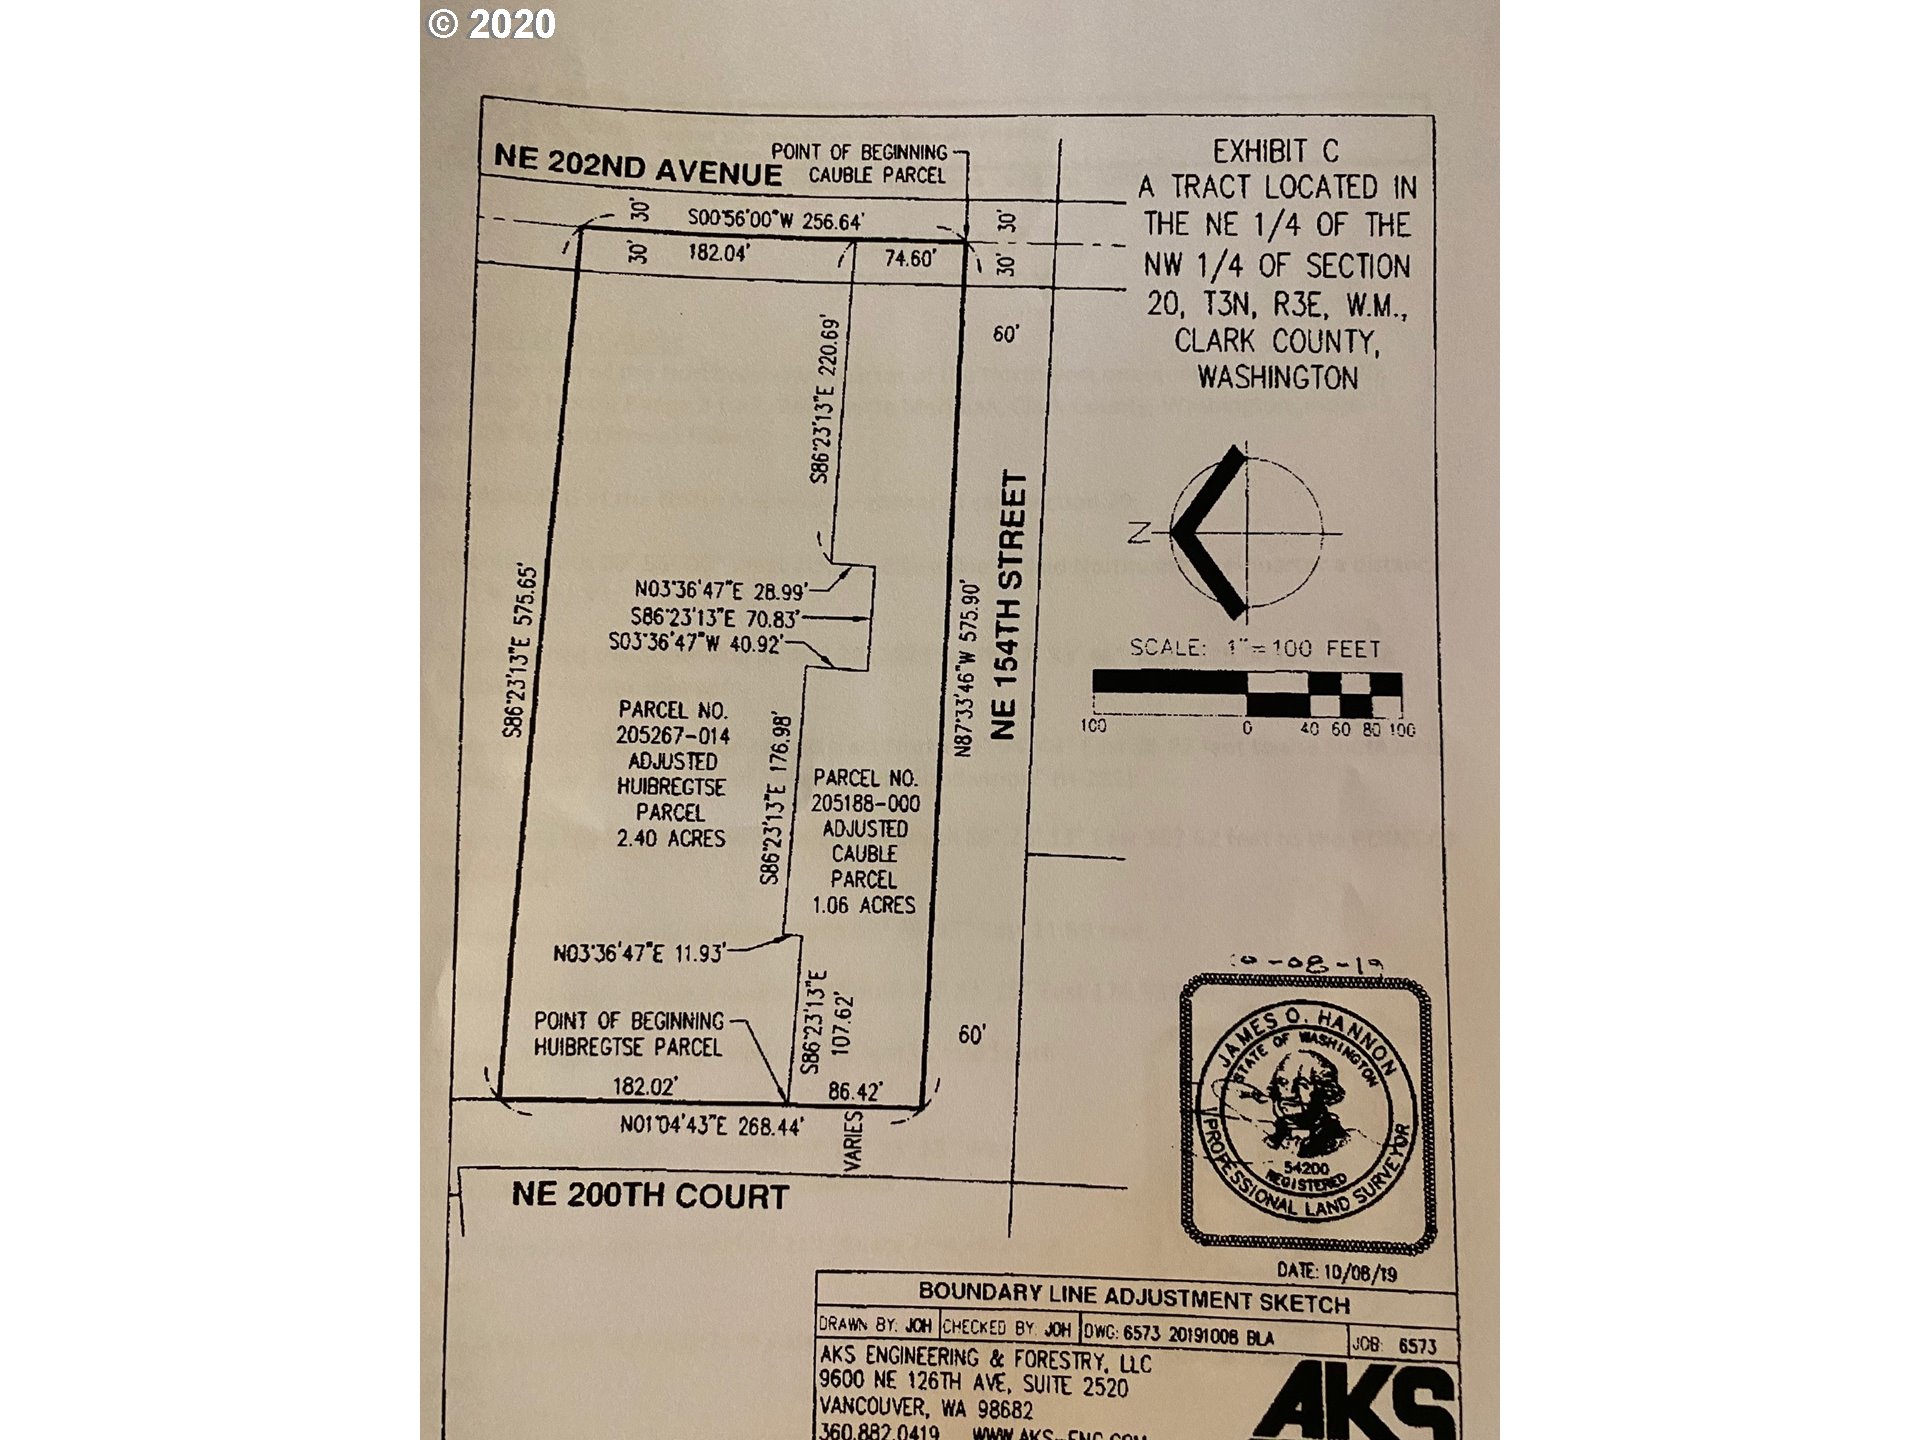 © 2020
NE 202ND AVENUE
POINT OF BEGINNING
CAUBLE PARCEL
EXHIBIT C
A TRACT LOCATED IN
THE NE 1/4 OF THE
NW 1/4 OF SECTION
20, T3N, R3E, W.M.,
CLARK COUNTY,
WASHINGTON
30'
S00°56'00"W 256.64'
30'
30'
182.04'
74.60'
30'
60'
S86°23'13"E 220.69'
NE 154TH STREET
N
S86°23'13"E 575.65'
N03°36'47"E 28.99'
S86°23'13"E 70.83'
S03°36'47"W 40.92'
N87°33'46"W 575.90'
SCALE: 1"=100 FEET
100 0 40 60 80 100
PARCEL NO.
205267-014
ADJUSTED
HUIBREGTSE
PARCEL
2.40 ACRES
S86°23'13"E 176.98'
PARCEL NO.
205188-000
ADJUSTED
CAUBLE
PARCEL
1.06 ACRES
N03°36'47"E 11.93'
S86°23'13"E
107.62'
POINT OF BEGINNING
HUIBREGTSE PARCEL
60'
182.02'
86.42'
N01°04'43"E 268.44'
VARIES
NE 200TH COURT
10-08-19
JAMES O. HANNON
STATE OF WASHINGTON
54200
REGISTERED
PROFESSIONAL LAND SURVEYOR
DATE: 10/08/19
BOUNDARY LINE ADJUSTMENT SKETCH
DRAWN BY: JOH CHECKED BY: JOH DWG: 6573 20191008 BLA JOB: 6573
AKS ENGINEERING & FORESTRY, LLC
9600 NE 126TH AVE, SUITE 2520
VANCOUVER, WA 98682
360.882.0419 WWW.AKS-ENG.COM
AKS